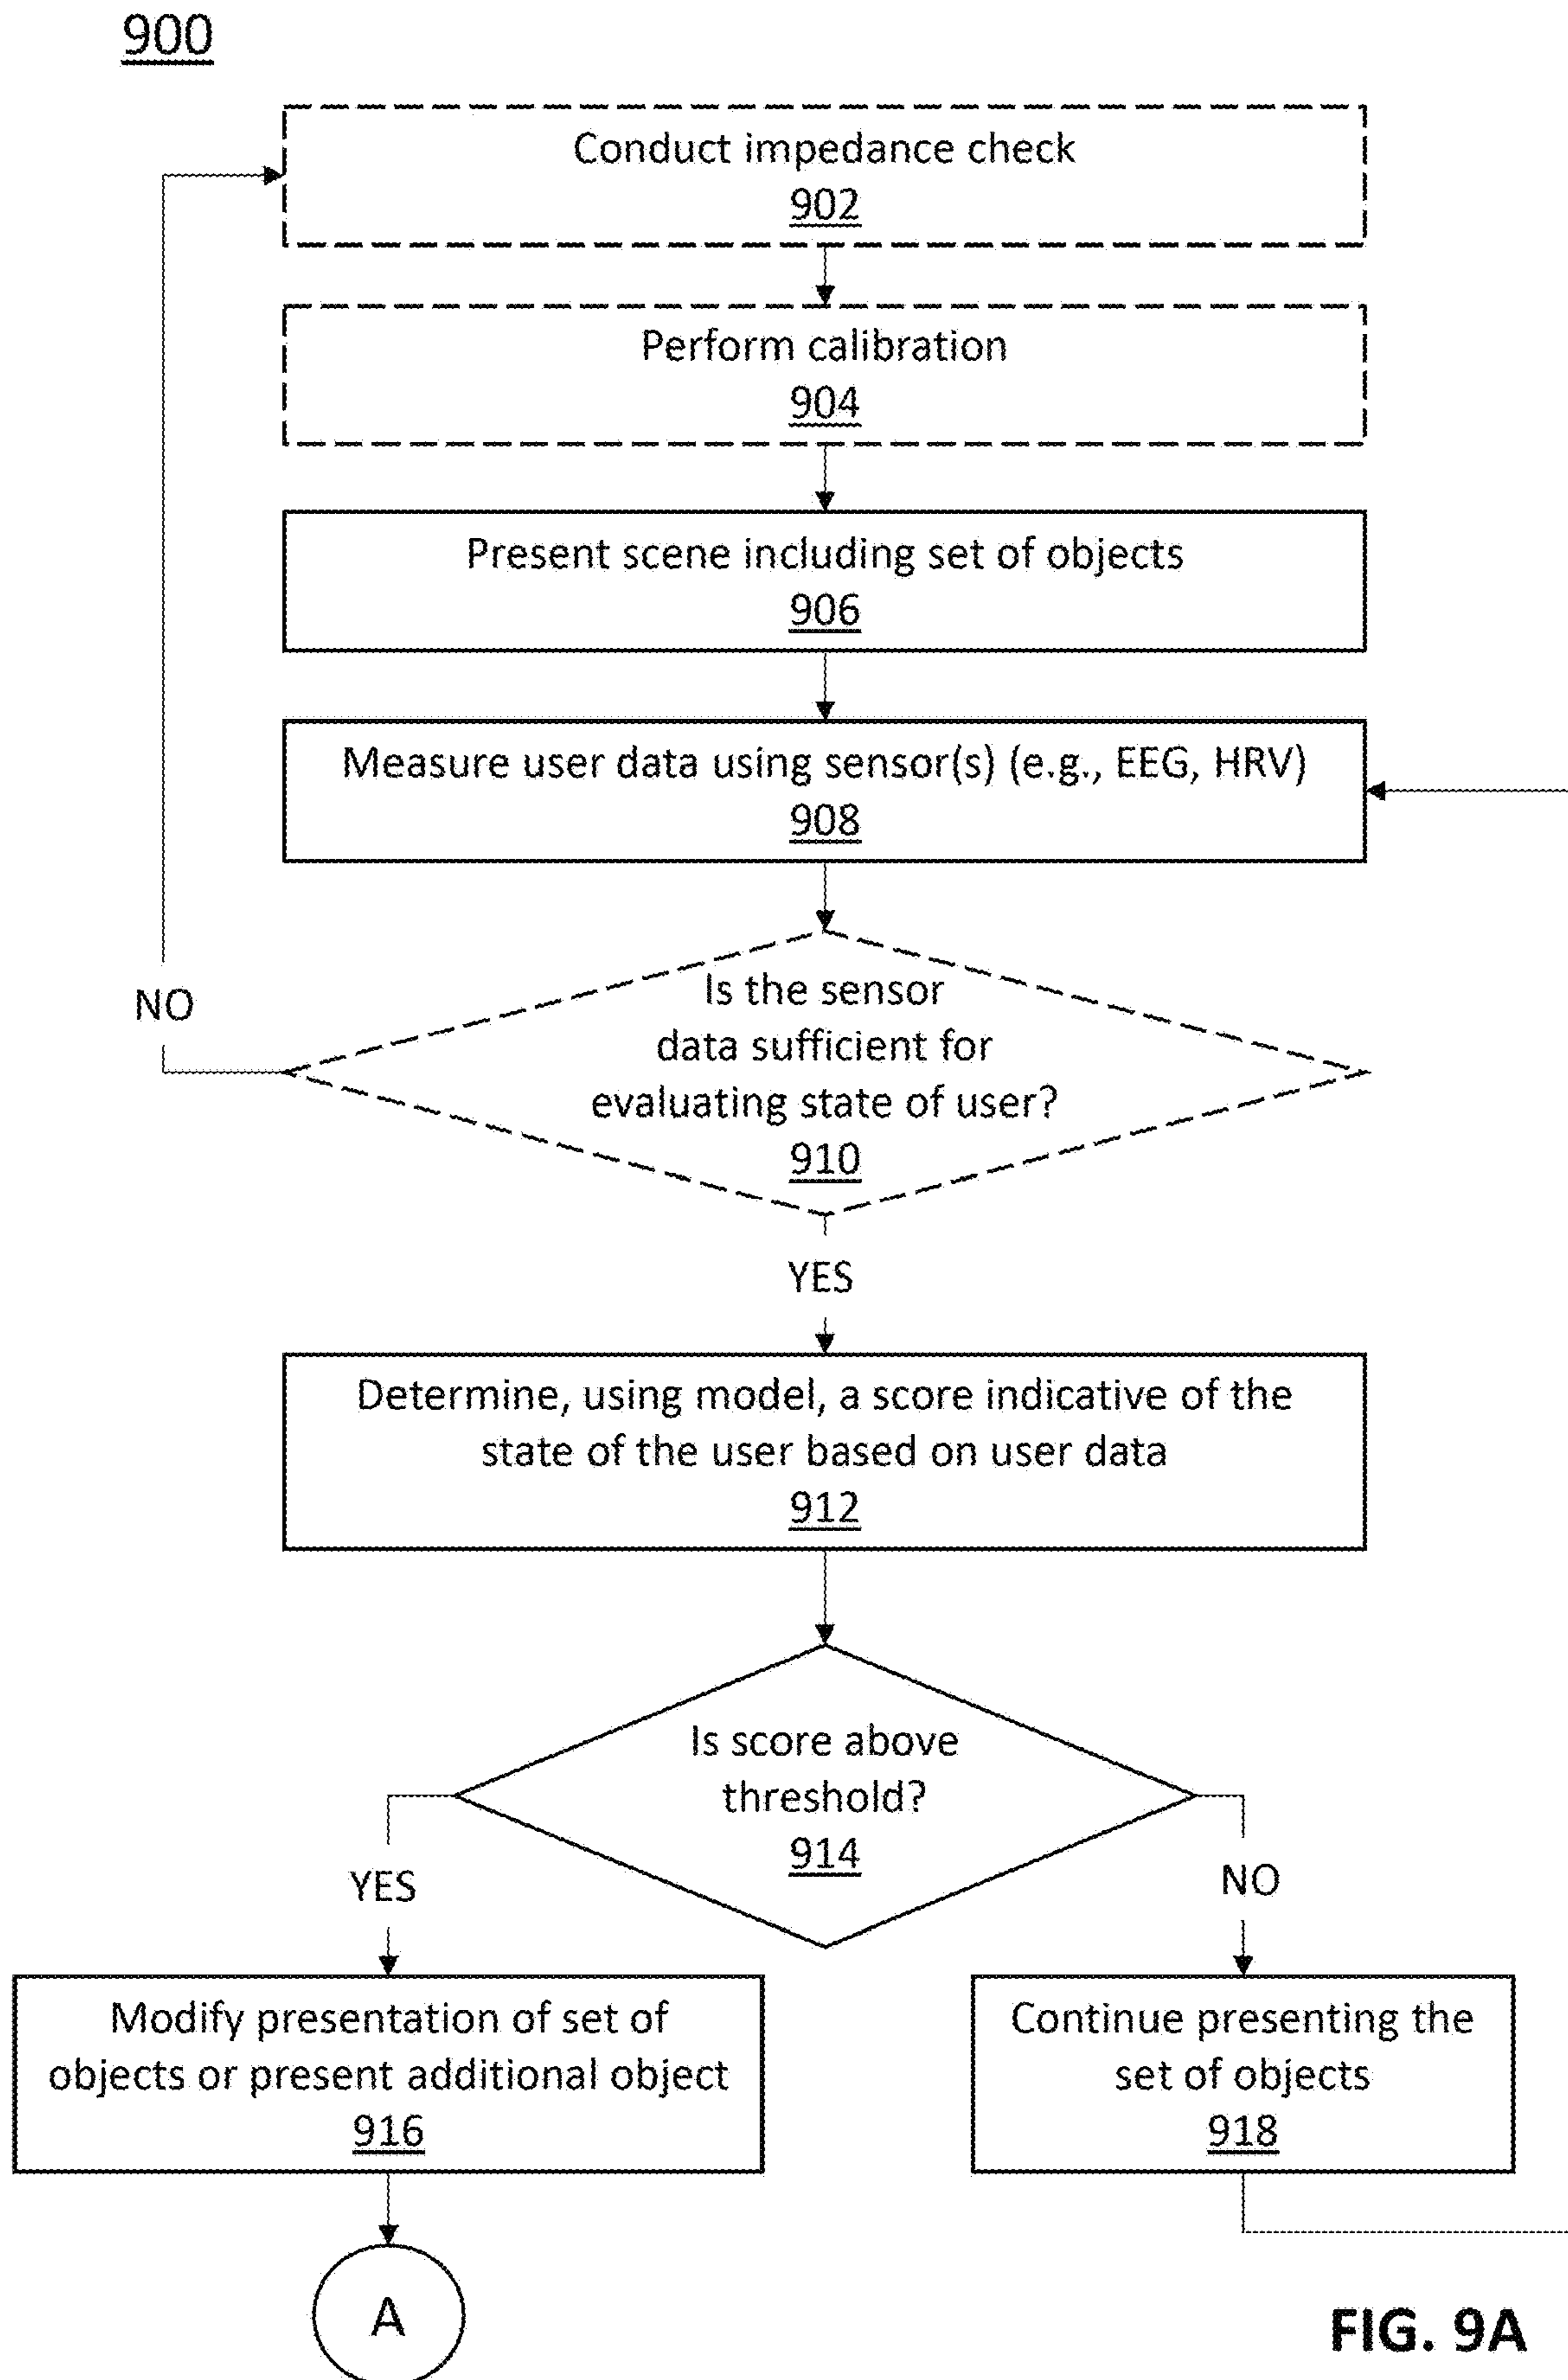 900
Conduct impedance check
902
Perform calibration
904
Present scene including set of objects
906
Measure user data using sensor(s) (e.g., EEG, HRV)
908
NO
Is the sensor
data sufficient for
evaluating state of user?
910
YES
Determine, using model, a score indicative of the
state of the user based on user data
912
Is score above
threshold?
914
YES
NO
Modify presentation of set of
objects or present additional object
916
Continue presenting the
set of objects
918
A
FIG. 9A